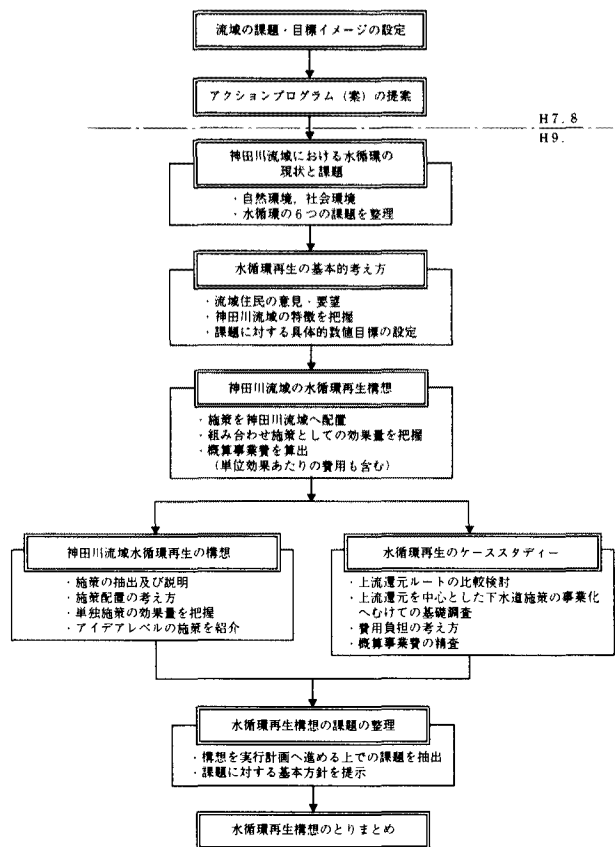 流域の課題・目標イメージの設定
アクションプログラム（案）の提案
H7. 8
H9.
神田川流域における水循環の
現状と課題
・自然環境，社会環境
・水循環の6つの課題を整理
水循環再生の基本的考え方
・流域住民の意見・要望
・神田川流域の特徴を把握
・課題に対する具体的数値目標の設定
神田川流域の水循環再生構想
・施策を神田川流域へ配置
・組み合わせ施策としての効果量を把握
・概算事業費を算出
（単位効果あたりの費用も含む）
神田川流域水循環再生の構想
・施策の抽出及び説明
・施策配置の考え方
・単独施策の効果量を把握
・アイデアレベルの施策を紹介
水循環再生のケーススタディー
・上流還元ルートの比較検討
・上流還元を中心とした下水道施策の事業化
へむけての基礎調査
・費用負担の考え方
・概算事業費の精査
水循環再生構想の課題の整理
・構想を実行計画へ進める上での課題を抽出
・課題に対する基本方針を提示
水循環再生構想のとりまとめ